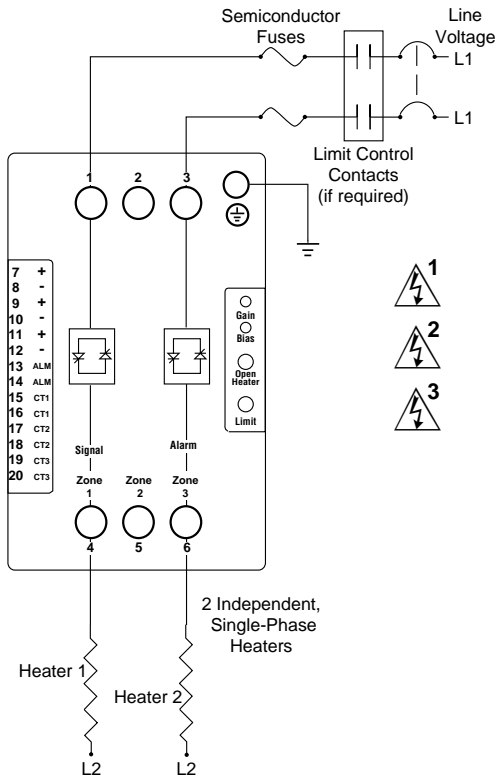 Semiconductor
Fuses
Line
Voltage
L1
L1
Limit Control
Contacts
(if required)
1 2 3
7 +
8 -
9 +
10 -
11 +
12 -
13 ALM
14 ALM
15 CT1
16 CT1
17 CT2
18 CT2
19 CT3
20 CT3
Gain
Bias
Open
Heater
Limit
1
2
3
Signal
Alarm
Zone
1
Zone
2
Zone
3
4 5 6
2 Independent,
Single-Phase
Heaters
Heater 1
Heater 2
L2
L2